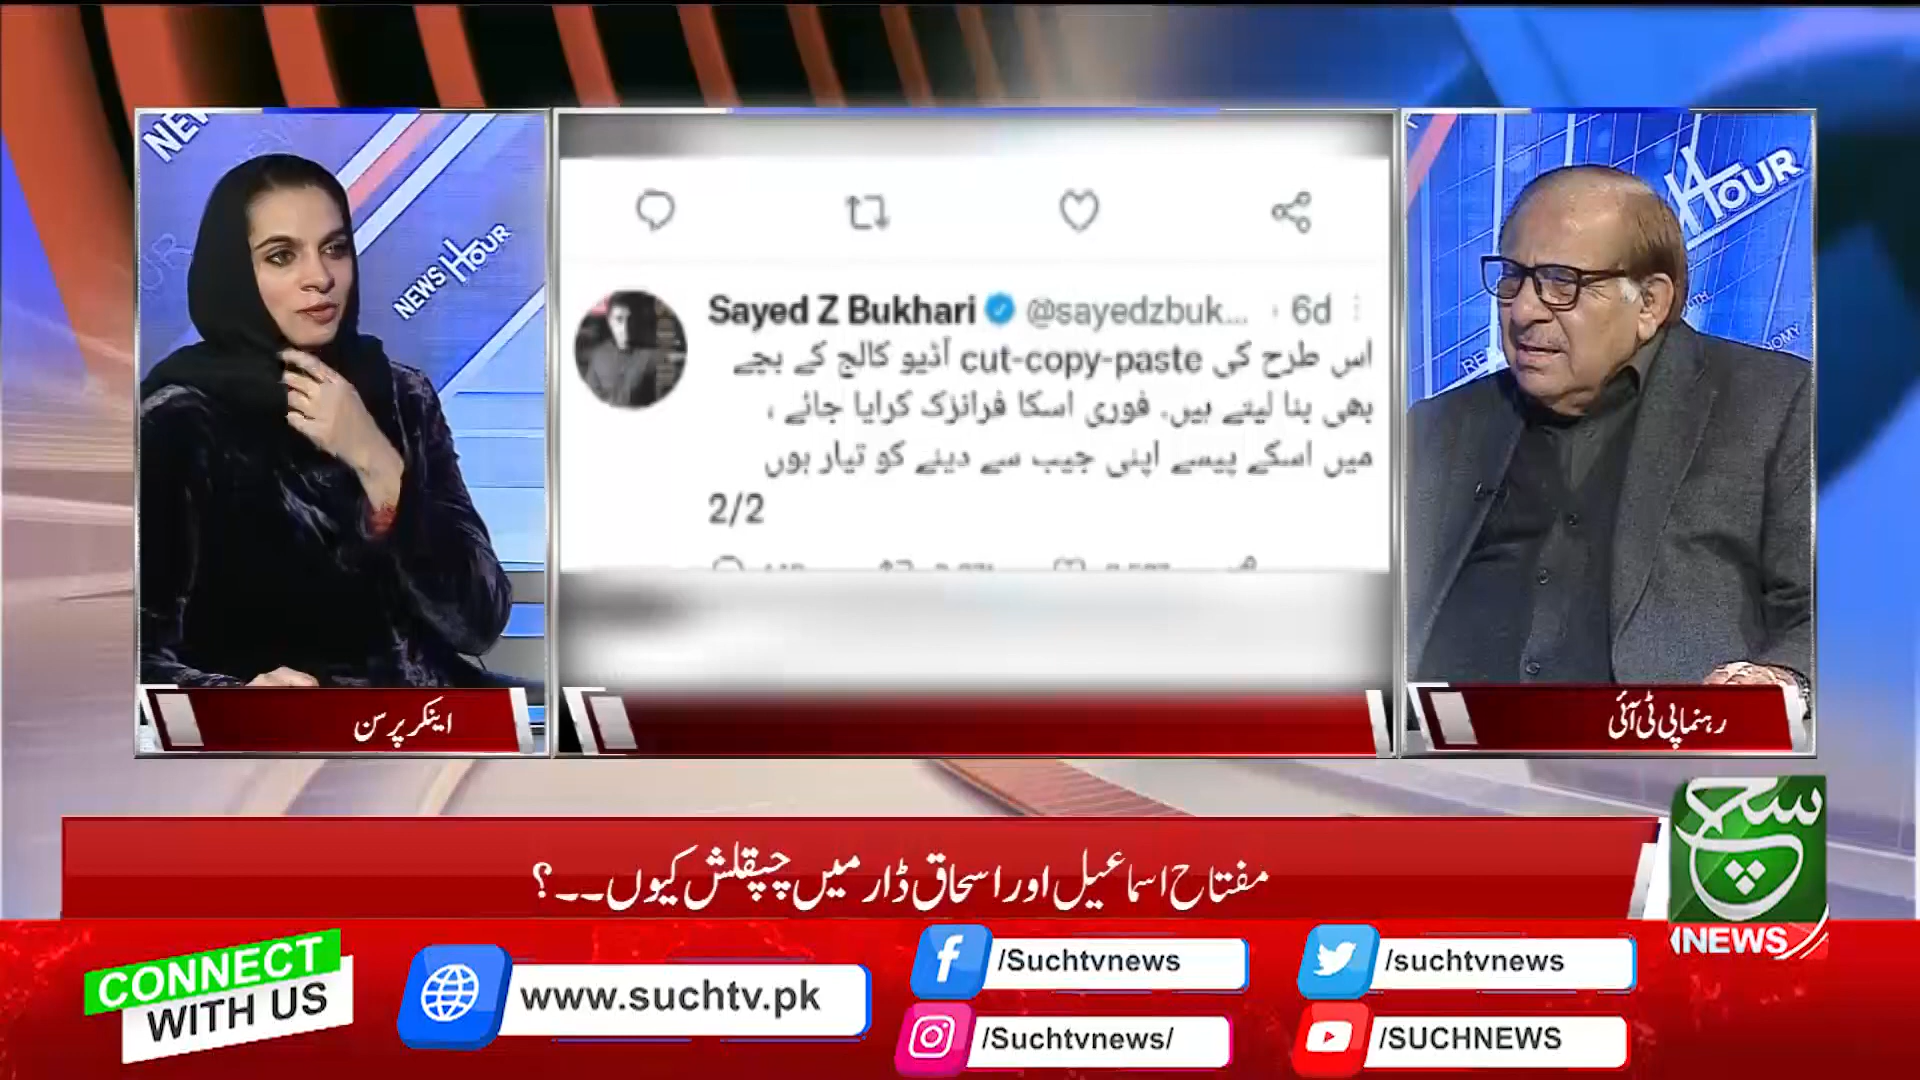 NEWS HOUR
HOUR
Sayed Z Bukhari @sayedzbuk... · 6d
اس طرح کی cut-copy-paste آڈیو کالج کے بچے
بھی بنا لیتے ہیں. فوری اسکا فرانزک کرایا جائے ،
میں اسکے پیسے اپنی جیب سے دینے کو تیار ہوں
2/2
اینکر پرسن
رہنما پی ٹی آئی
مفتاح اسماعیل اور اسحاق ڈار میں چپقلش کیوں۔۔۔؟
سچ
NEWS
CONNECT
WITH US
www.suchtv.pk
/Suchtvnews
/suchtvnews
/Suchtvnews/
/SUCHNEWS